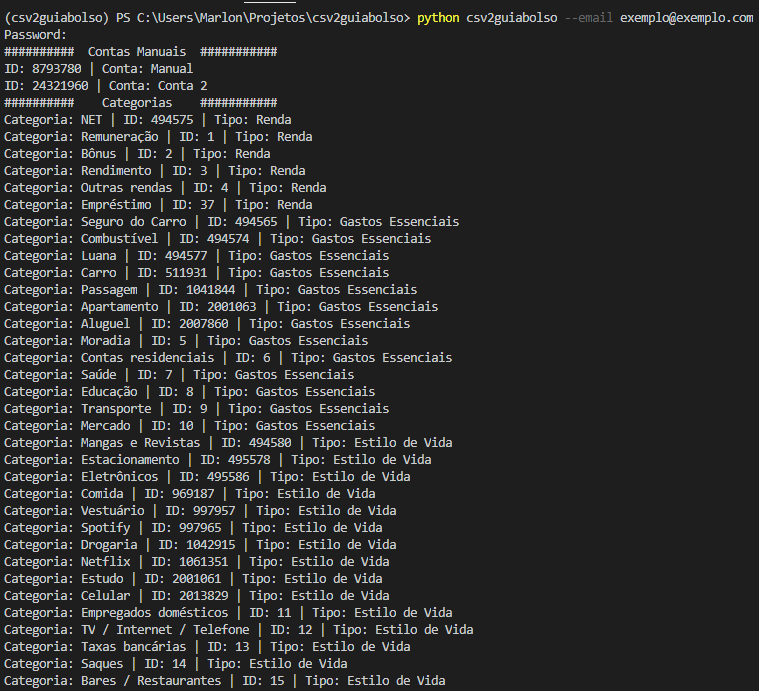 (csv2guiabolso) PS C:\Users\Marlon\Projetos\csv2guiabolso> python csv2guiabolso --email exemplo@exemplo.com
Password:
########## Contas Manuais ###########
ID: 8793780 | Conta: Manual
ID: 24321960 | Conta: Conta 2
########## Categorias ###########
Categoria: NET | ID: 494575 | Tipo: Renda
Categoria: Remuneração | ID: 1 | Tipo: Renda
Categoria: Bônus | ID: 2 | Tipo: Renda
Categoria: Rendimento | ID: 3 | Tipo: Renda
Categoria: Outras rendas | ID: 4 | Tipo: Renda
Categoria: Empréstimo | ID: 37 | Tipo: Renda
Categoria: Seguro do Carro | ID: 494565 | Tipo: Gastos Essenciais
Categoria: Combustível | ID: 494574 | Tipo: Gastos Essenciais
Categoria: Luana | ID: 494577 | Tipo: Gastos Essenciais
Categoria: Carro | ID: 511931 | Tipo: Gastos Essenciais
Categoria: Passagem | ID: 1041844 | Tipo: Gastos Essenciais
Categoria: Apartamento | ID: 2001063 | Tipo: Gastos Essenciais
Categoria: Aluguel | ID: 2007860 | Tipo: Gastos Essenciais
Categoria: Moradia | ID: 5 | Tipo: Gastos Essenciais
Categoria: Contas residenciais | ID: 6 | Tipo: Gastos Essenciais
Categoria: Saúde | ID: 7 | Tipo: Gastos Essenciais
Categoria: Educação | ID: 8 | Tipo: Gastos Essenciais
Categoria: Transporte | ID: 9 | Tipo: Gastos Essenciais
Categoria: Mercado | ID: 10 | Tipo: Gastos Essenciais
Categoria: Mangas e Revistas | ID: 494580 | Tipo: Estilo de Vida
Categoria: Estacionamento | ID: 495578 | Tipo: Estilo de Vida
Categoria: Eletrônicos | ID: 495586 | Tipo: Estilo de Vida
Categoria: Comida | ID: 969187 | Tipo: Estilo de Vida
Categoria: Vestuário | ID: 997957 | Tipo: Estilo de Vida
Categoria: Spotify | ID: 997965 | Tipo: Estilo de Vida
Categoria: Drogaria | ID: 1042915 | Tipo: Estilo de Vida
Categoria: Netflix | ID: 1061351 | Tipo: Estilo de Vida
Categoria: Estudo | ID: 2001061 | Tipo: Estilo de Vida
Categoria: Celular | ID: 2013829 | Tipo: Estilo de Vida
Categoria: Empregados domésticos | ID: 11 | Tipo: Estilo de Vida
Categoria: TV / Internet / Telefone | ID: 12 | Tipo: Estilo de Vida
Categoria: Taxas bancárias | ID: 13 | Tipo: Estilo de Vida
Categoria: Saques | ID: 14 | Tipo: Estilo de Vida
Categoria: Bares / Restaurantes | ID: 15 | Tipo: Estilo de Vida